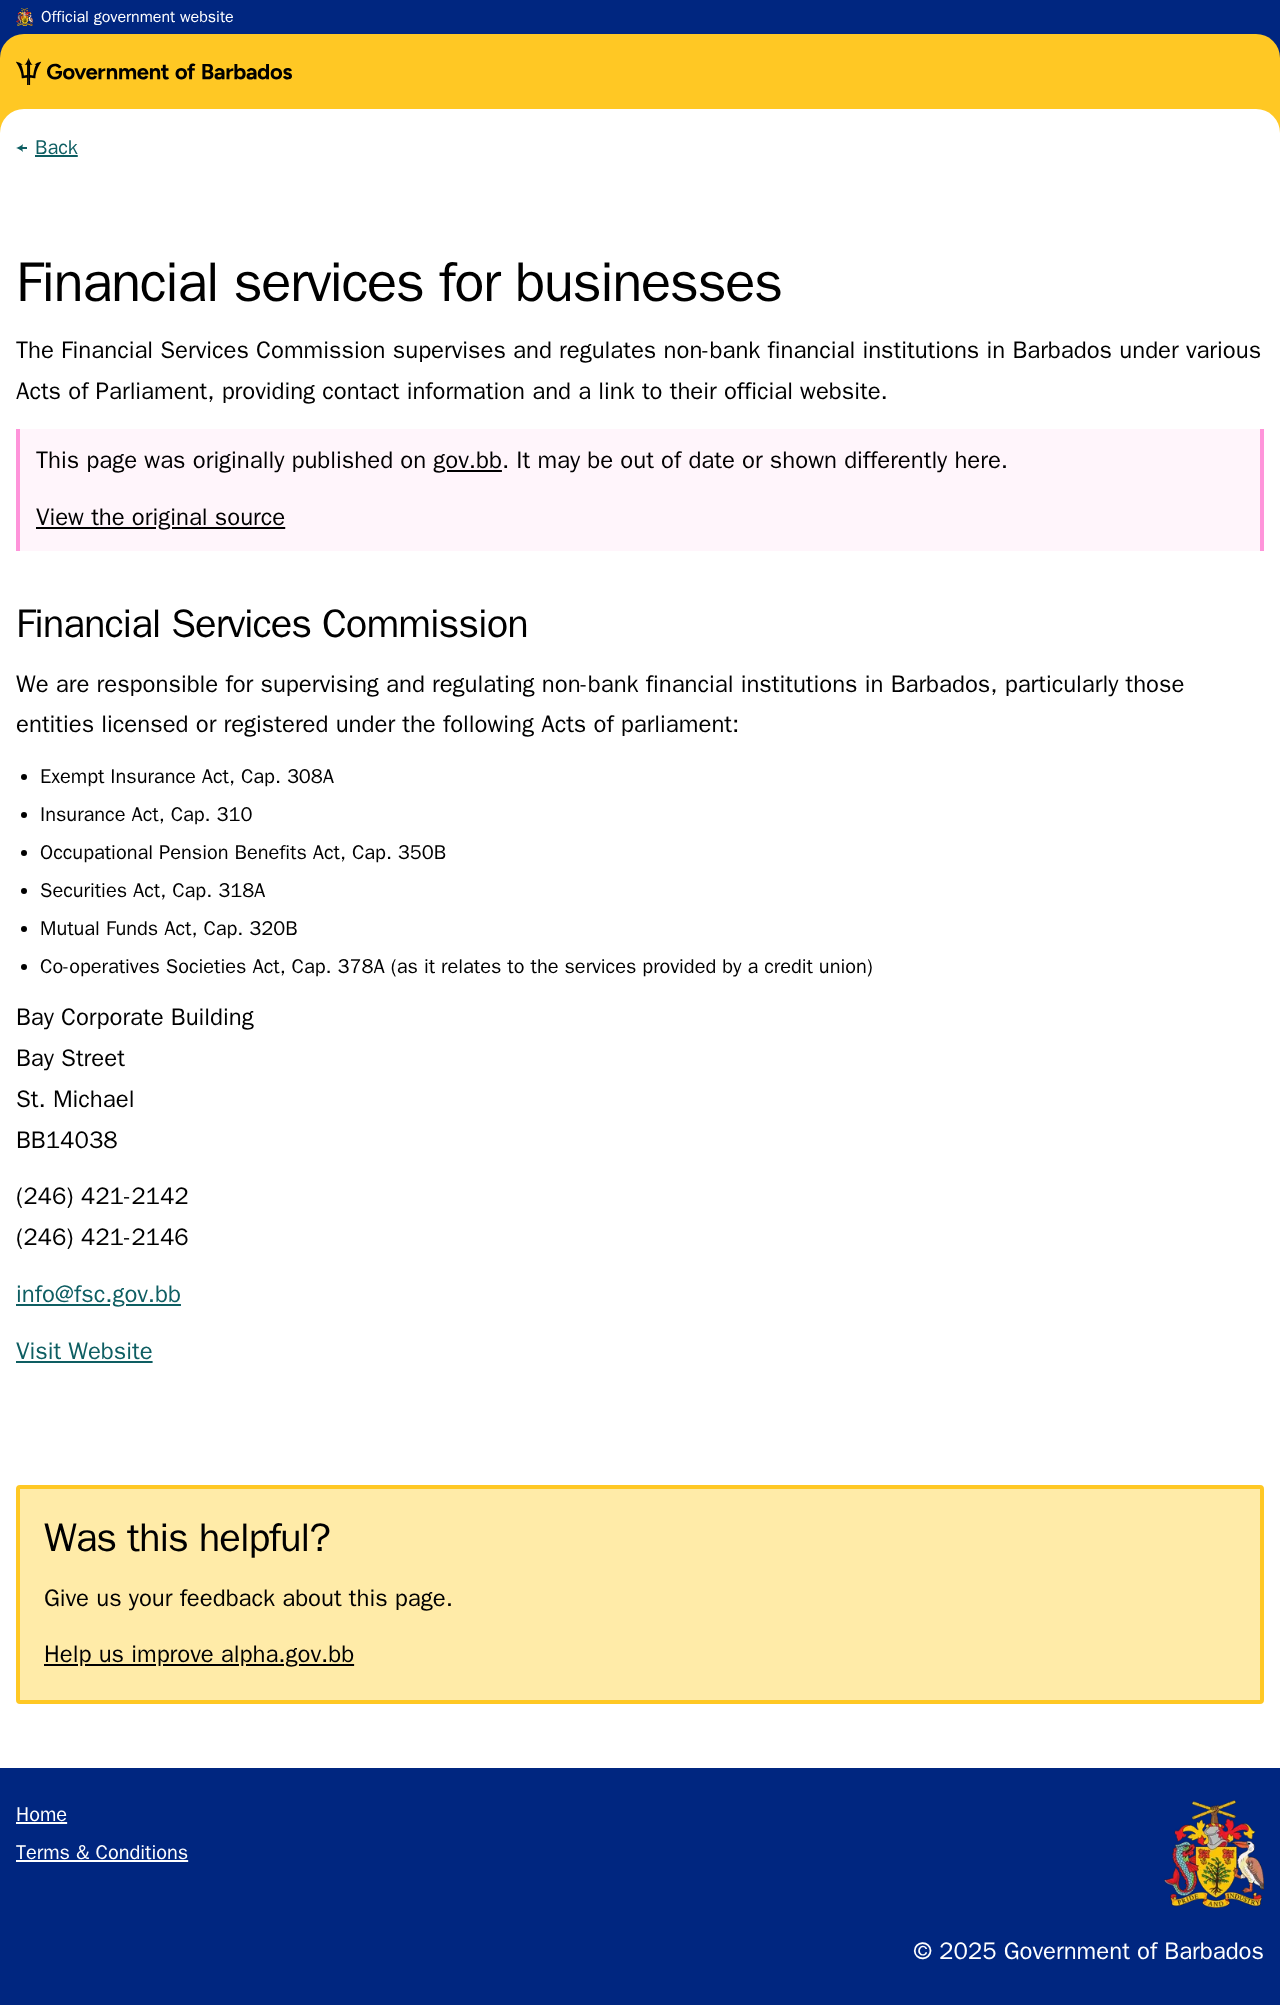 Official government website
Government of Barbados
Back
Financial services for businesses
The Financial Services Commission supervises and regulates non-bank financial institutions in Barbados under various
Acts of Parliament, providing contact information and a link to their official website.
This page was originally published on gov.bb. It may be out of date or shown differently here.
View the original source
Financial Services Commission
We are responsible for supervising and regulating non-bank financial institutions in Barbados, particularly those
entities licensed or registered under the following Acts of parliament:
• Exempt Insurance Act, Cap. 308A
• Insurance Act, Cap. 310
• Occupational Pension Benefits Act, Cap. 350B
• Securities Act, Cap. 318A
• Mutual Funds Act, Cap. 320B
• Co-operatives Societies Act, Cap. 378A (as it relates to the services provided by a credit union)
Bay Corporate Building
Bay Street
St. Michael
BB14038
(246) 421-2142
(246) 421-2146
info@fsc.gov.bb
Visit Website
Was this helpful?
Give us your feedback about this page.
Help us improve alpha.gov.bb
Home
Terms & Conditions
PRIDE AND INDUSTRY
© 2025 Government of Barbados